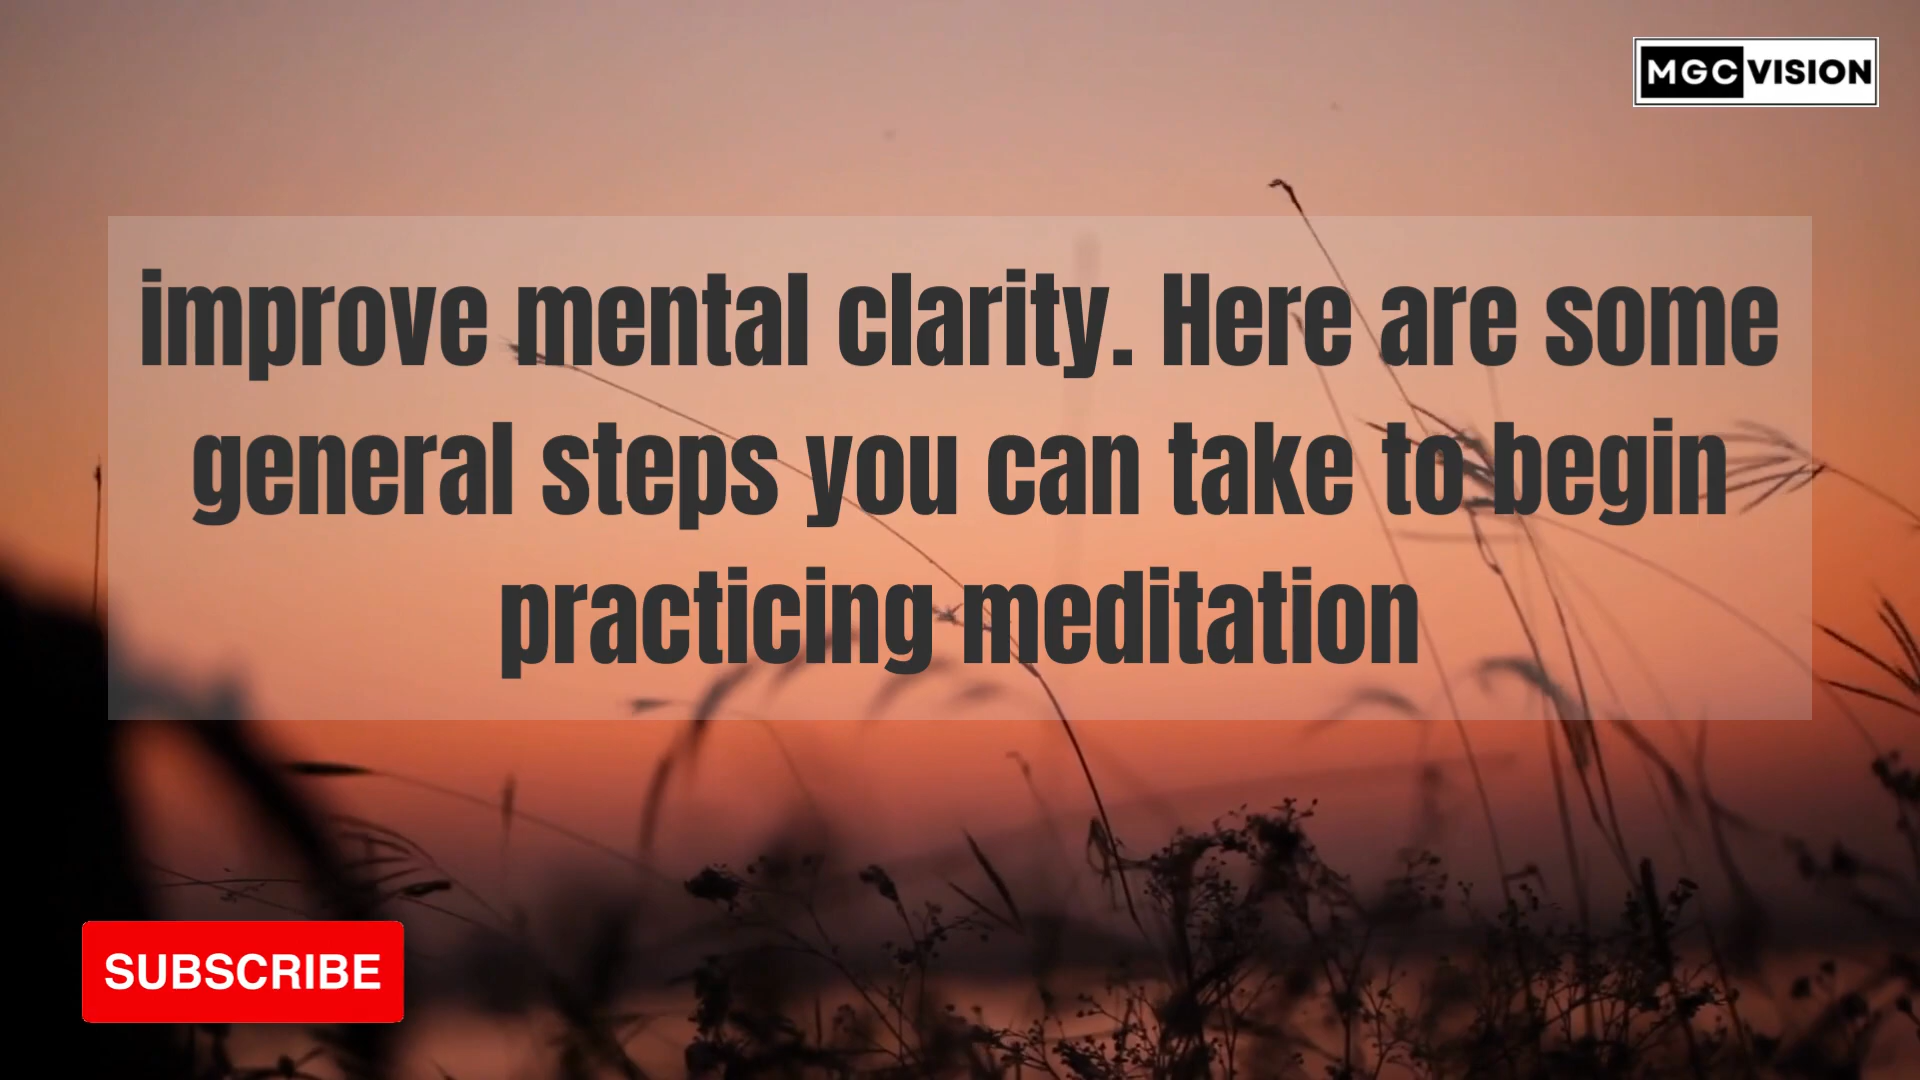 MGC VISION
improve mental clarity. Here are some
general steps you can take to begin
practicing meditation
SUBSCRIBE